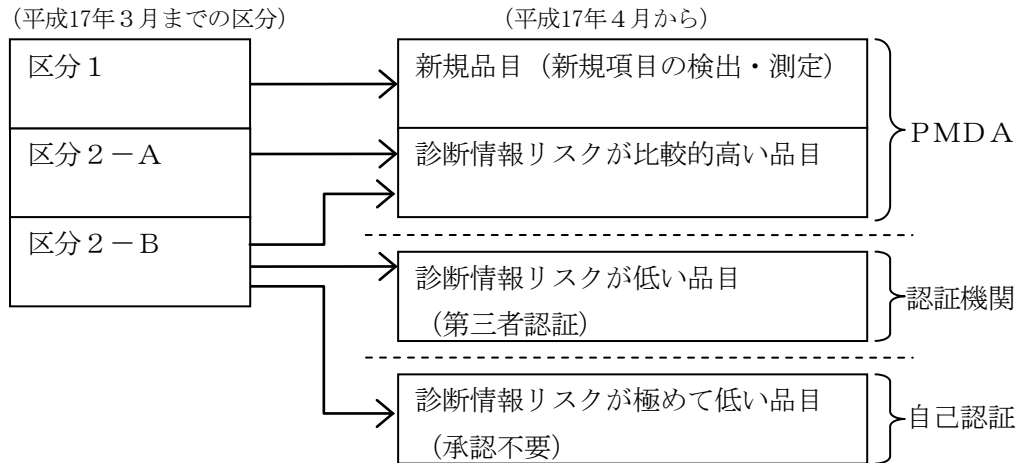 (平成17年３月までの区分)
(平成17年４月から)
区分１
新規品目（新規項目の検出・測定）
区分２－Ａ
診断情報リスクが比較的高い品目
ＰＭＤＡ
区分２－Ｂ
診断情報リスクが低い品目
（第三者認証）
認証機関
診断情報リスクが極めて低い品目
（承認不要）
自己認証